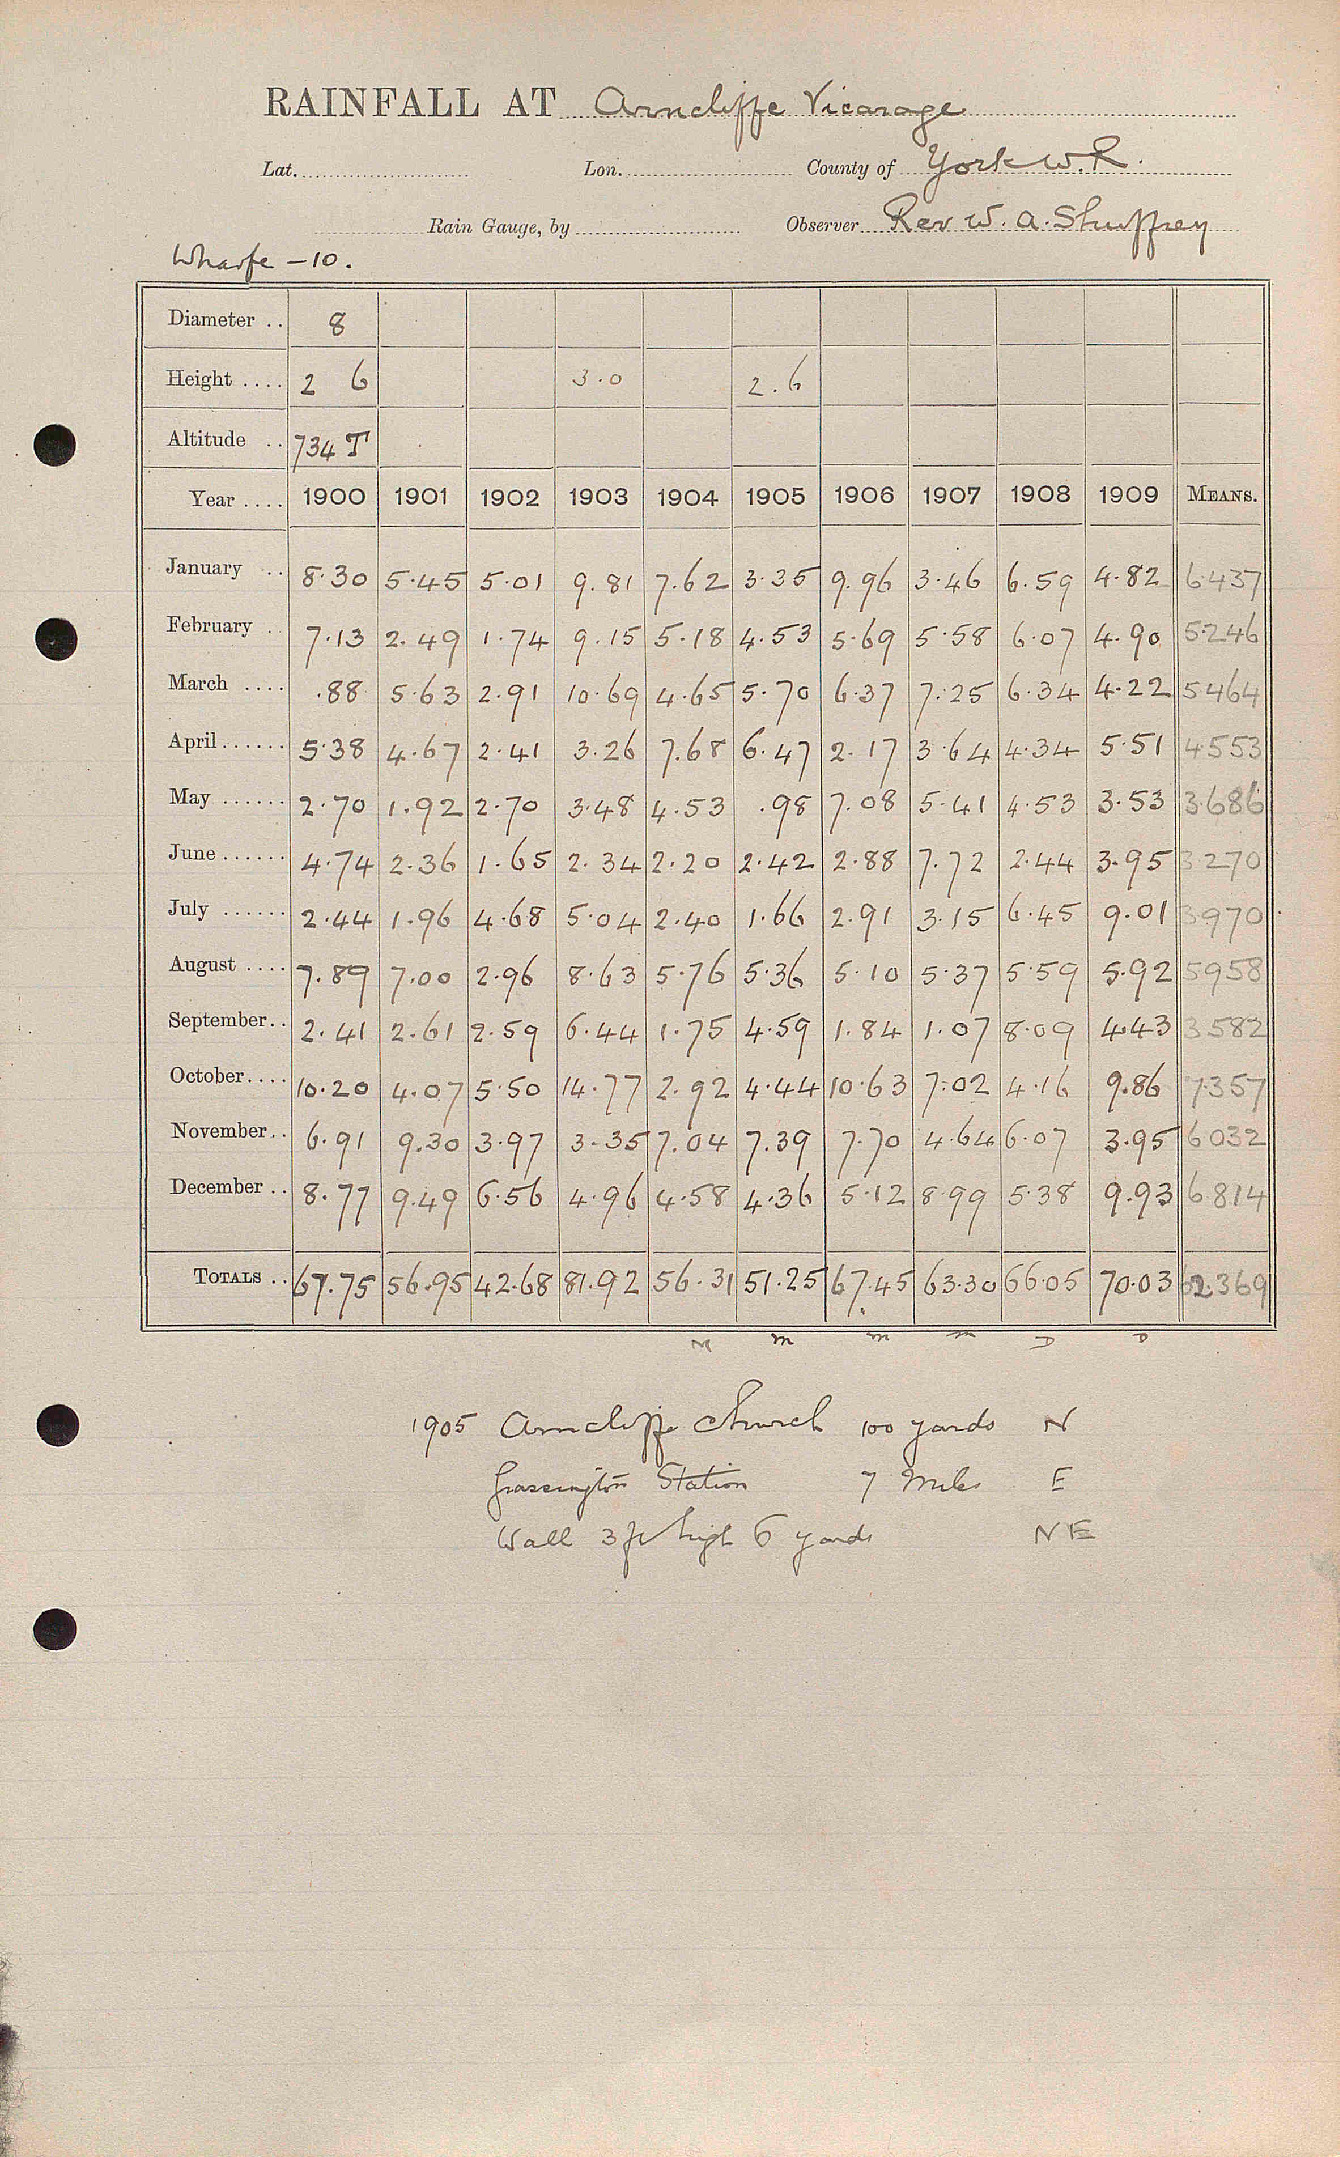 RAINFALL AT Arncliffe Vicarage
Lat. Lon. County of York W.R.
Rain Gauge, by Observer Rev W. A. Shuffrey
Wharfe - 10.
Diameter .. 8
Height .... 2 6 3.0 2.6
Altitude .. 734 T
Year .... 1900 1901 1902 1903 1904 1905 1906 1907 1908 1909 MEANS.
January .. 8.30 5.45 5.01 9.81 7.62 3.35 9.96 3.46 6.59 4.82 6.437
February .. 7.13 2.49 1.74 9.15 5.18 4.53 5.69 5.58 6.07 4.90 5.246
March .... .88 5.63 2.91 10.69 4.65 5.70 6.37 7.25 6.34 4.22 5464
April ...... 5.38 4.67 2.41 3.26 7.68 6.47 2.17 3.64 4.34 5.51 4553
May ...... 2.70 1.92 2.70 3.48 4.53 .98 7.08 5.41 4.53 3.53 3.686
June ...... 4.74 2.36 1.65 2.34 2.20 2.42 2.88 7.72 2.44 3.95 3.270
July ...... 2.44 1.96 4.68 5.04 2.40 1.66 2.91 3.15 6.45 9.01 3970
August .... 7.89 7.00 2.96 8.63 5.76 5.36 5.10 5.37 5.59 5.92 5958
September .. 2.41 2.61 2.59 6.44 1.75 4.59 1.84 1.07 8.09 4.43 3582
October .... 10.20 4.07 5.50 14.77 2.92 4.44 10.63 7.02 4.16 9.86 7.357
November .. 6.91 9.30 3.97 3.35 7.04 7.39 7.70 4.64 6.07 3.95 6032
December .. 8.77 9.49 6.56 4.96 4.58 4.36 5.12 8.99 5.38 9.93 6.814
TOTALS .. 67.75 56.95 42.68 81.92 56.31 51.25 67.45 63.30 66.05 70.03 62.369
M m m m D D
1905 Arncliffe Church 100 yards N
Grassington Station 7 Miles E
Wall 3 ft high 6 yards NE